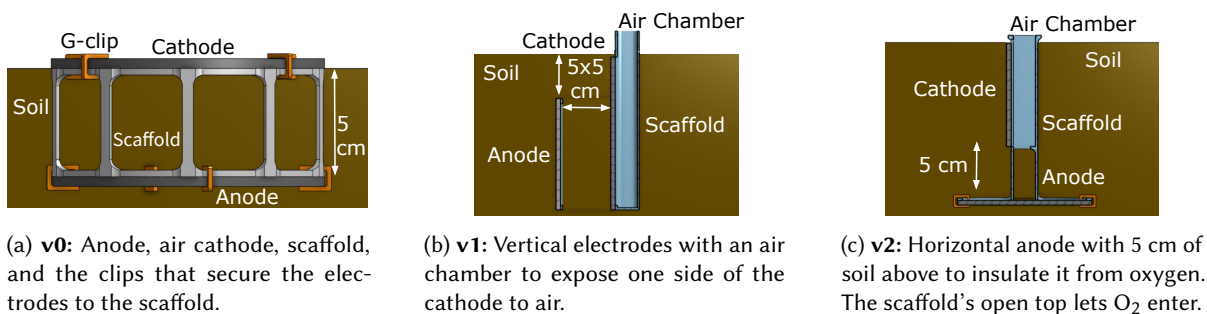 G-clip
Cathode
Soil
Scaffold
5
cm
Anode
(a) v0: Anode, air cathode, scaffold,
and the clips that secure the elec-
trodes to the scaffold.
Air Chamber
Cathode
Soil
5x5
cm
Scaffold
Anode
(b) v1: Vertical electrodes with an air
chamber to expose one side of the
cathode to air.
Air Chamber
Soil
Cathode
Scaffold
5 cm
Anode
(c) v2: Horizontal anode with 5 cm of
soil above to insulate it from oxygen.
The scaffold's open top lets O₂ enter.